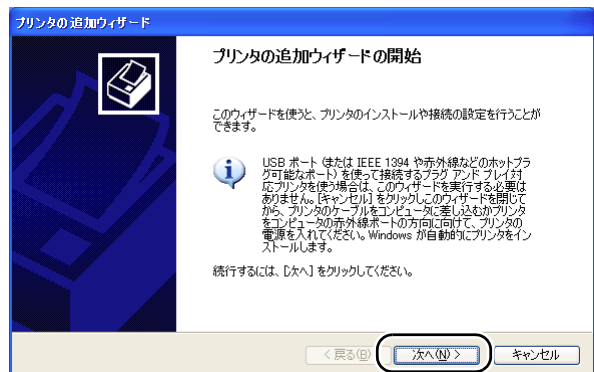 プリンタの追加ウィザード
プリンタの追加ウィザードの開始
このウィザードを使うと、プリンタのインストールや接続の設定を行うことが
できます。
USB ポート (または IEEE 1394 や赤外線などのホットプラ
グ可能なポート) を使って接続するプラグ アンド プレイ対
応プリンタを使う場合は、このウィザードを実行する必要は
ありません。[キャンセル] をクリックしこのウィザードを閉じて
から、プリンタのケーブルをコンピュータに差し込むかプリンタ
をコンピュータの赤外線ポートの方向に向けて、プリンタの
電源を入れてください。Windows が自動的にプリンタをイン
ストールします。
続行するには、[次へ] をクリックしてください。
< 戻る(B)
次へ(N) >
キャンセル